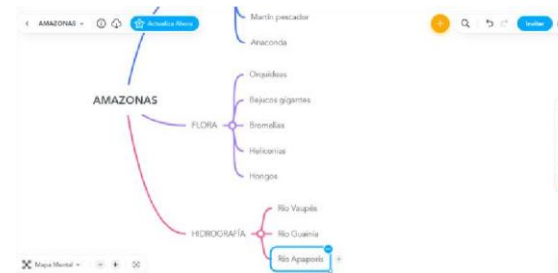 Martín pescador
AMAZONAS
Actualiza Ahora
Invitar
Anaconda
Orquídeas
AMAZONAS
Bejucos gigantes
FLORA
Bromelias
Heliconias
Hongos
Río Vaupés
HIDROGRAFÍA
Río Guainía
Río Apaporis
Mapa Mental